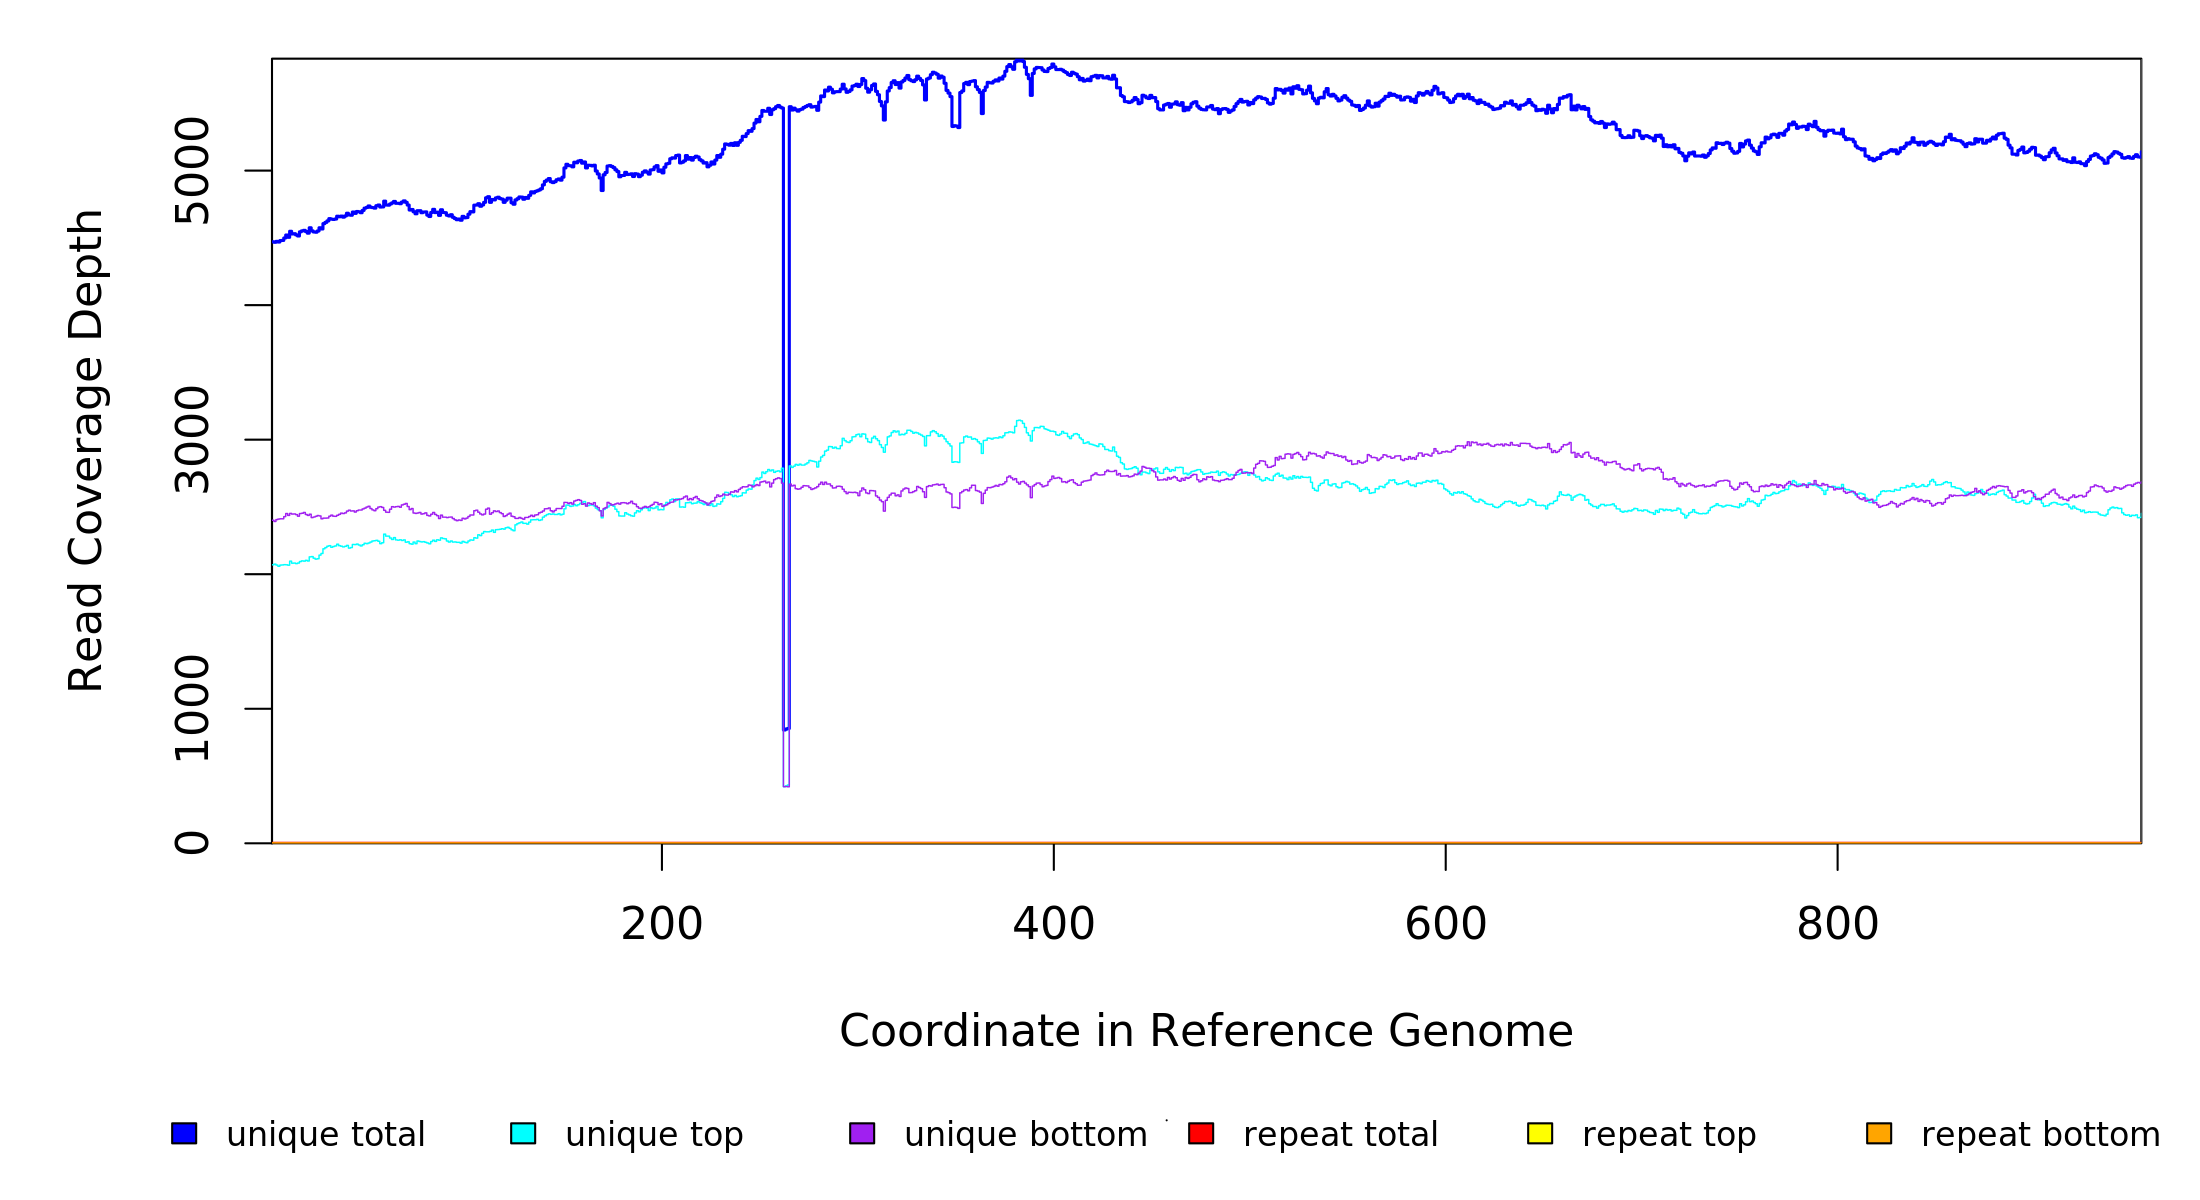 Read Coverage Depth
5000
3000
1000
0
200 400 600 800
Coordinate in Reference Genome
unique total unique top unique bottom repeat total repeat top repeat bottom